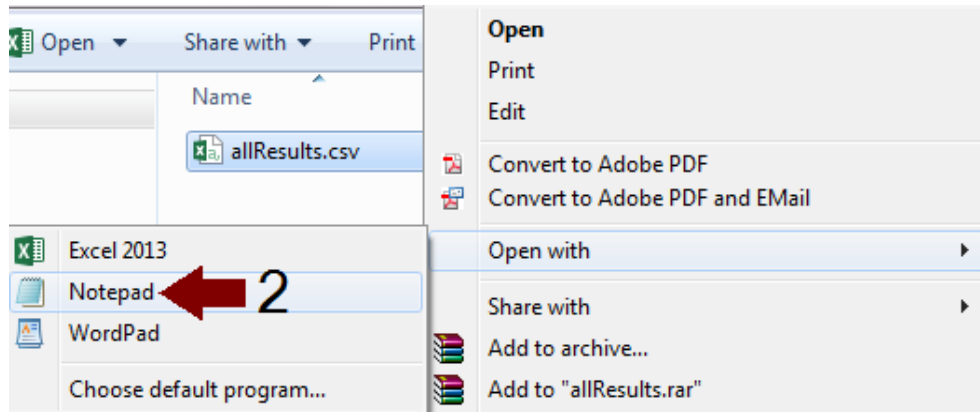 Open
Share with
Print
Name
allResults.csv
Excel 2013
Notepad
2
WordPad
Choose default program...
Open
Print
Edit
Convert to Adobe PDF
Convert to Adobe PDF and EMail
Open with
Share with
Add to archive...
Add to "allResults.rar"